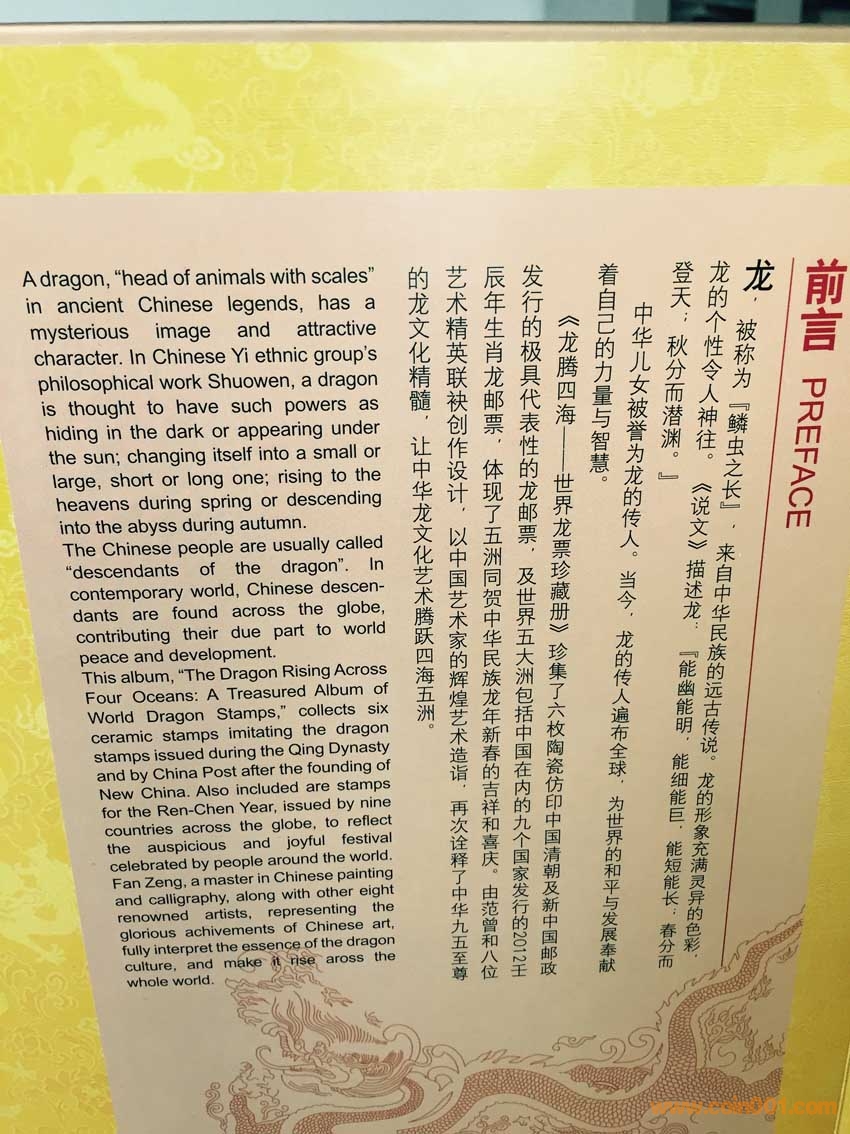 前言 PREFACE
龙，被称为『鳞虫之长』，来自中华民族的远古传说。龙的形象充满灵异的色彩，
龙的个性令人神往。《说文》描述龙：『能幽能明，能细能巨，能短能长；春分而
登天；秋分而潜渊。』
中华儿女被誉为龙的传人。当今，龙的传人遍布全球，为世界的和平与发展奉献
着自己的力量与智慧。
《龙腾四海——世界龙票珍藏册》珍集了六枚陶瓷仿印中国清朝及新中国邮政
发行的极具代表性的龙邮票，及世界五大洲包括中国在内的九个国家发行的2012壬
辰年生肖龙邮票，体现了五洲同贺中华民族龙年新春的吉祥和喜庆。由范曾和八位
艺术精英联袂创作设计，以中国艺术家的辉煌艺术造诣，再次诠释了中华九五至尊
的龙文化精髓，让中华龙文化艺术腾跃四海五洲。
A dragon, “head of animals with scales”
in ancient Chinese legends, has a
mysterious image and attractive
character. In Chinese Yi ethnic group’s
philosophical work Shuowen, a dragon
is thought to have such powers as
hiding in the dark or appearing under
the sun; changing itself into a small or
large, short or long one; rising to the
heavens during spring or descending
into the abyss during autumn.
The Chinese people are usually called
“descendants of the dragon”. In
contemporary world, Chinese descen-
dants are found across the globe,
contributing their due part to world
peace and development.
This album, “The Dragon Rising Across
Four Oceans: A Treasured Album of
World Dragon Stamps,” collects six
ceramic stamps imitating the dragon
stamps issued during the Qing Dynasty
and by China Post after the founding of
New China. Also included are stamps
for the Ren-Chen Year, issued by nine
countries across the globe, to reflect
the auspicious and joyful festival
celebrated by people around the world.
Fan Zeng, a master in Chinese painting
and calligraphy, along with other eight
renowned artists, representing the
glorious achivements of Chinese art,
fully interpret the essence of the dragon
culture, and make it rise aross the
whole world.